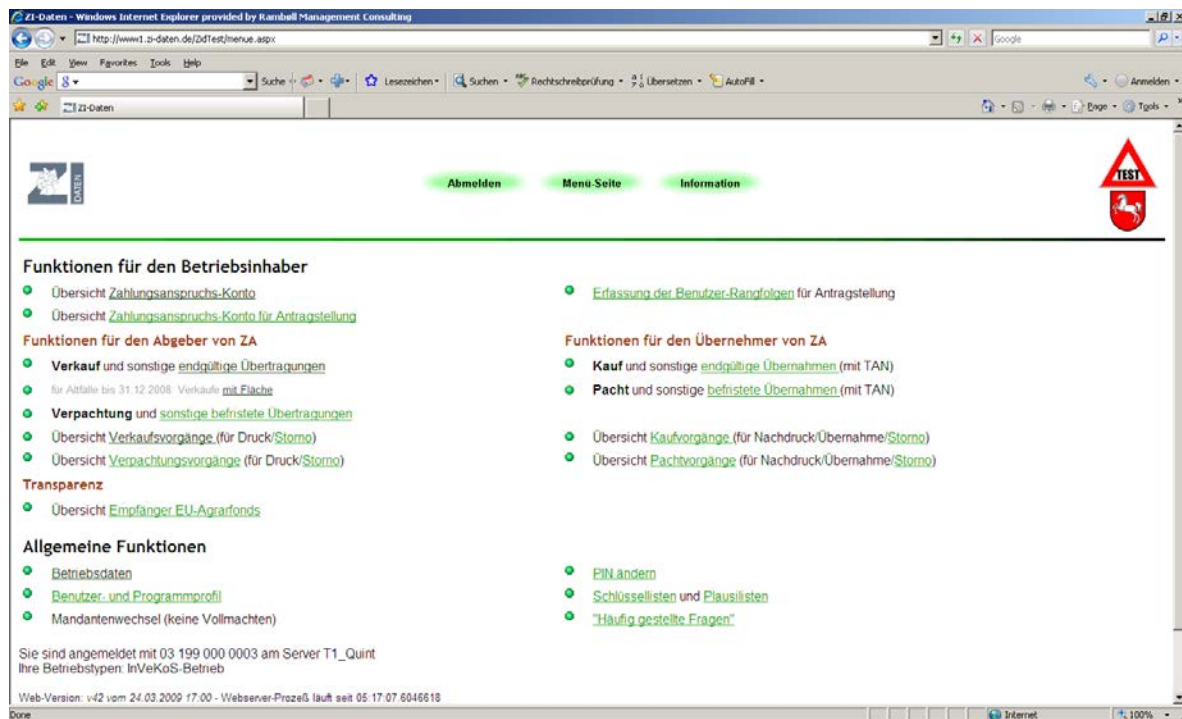 ZI-Daten - Windows Internet Explorer provided by Rambøll Management Consulting
http://www1.zi-daten.de/ZidTest/menue.aspx
Google
File Edit View Favorites Tools Help
Google
Suche
Lesezeichen
Suchen
Rechtschreibprüfung
Übersetzen
AutoFill
Anmelden
ZI-Daten
Page
Tools
ZI DATEN
Abmelden
Menü-Seite
Information
TEST
Funktionen für den Betriebsinhaber
Übersicht Zahlungsanspruchs-Konto
Erfassung der Benutzer-Rangfolgen für Antragstellung
Übersicht Zahlungsanspruchs-Konto für Antragstellung
Funktionen für den Abgeber von ZA
Funktionen für den Übernehmer von ZA
Verkauf und sonstige endgültige Übertragungen
Kauf und sonstige endgültige Übernahmen (mit TAN)
für Altfälle bis 31.12.2008: Verkäufe mit Fläche
Pacht und sonstige befristete Übernahmen (mit TAN)
Verpachtung und sonstige befristete Übertragungen
Übersicht Verkaufsvorgänge (für Druck/Storno)
Übersicht Kaufvorgänge (für Nachdruck/Übernahme/Storno)
Übersicht Verpachtungsvorgänge (für Druck/Storno)
Übersicht Pachtvorgänge (für Nachdruck/Übernahme/Storno)
Transparenz
Übersicht Empfänger EU-Agrarfonds
Allgemeine Funktionen
Betriebsdaten
PIN ändern
Benutzer- und Programmprofil
Schlüssellisten und Plausilisten
Mandantenwechsel (keine Vollmachten)
"Häufig gestellte Fragen"
Sie sind angemeldet mit 03 199 000 0003 am Server T1_Quint
Ihre Betriebstypen: InVeKoS-Betrieb
Web-Version: v42 vom 24.03.2009 17:00 - Webserver-Prozeß läuft seit 05:17:07.6046618
Done
Internet
100%